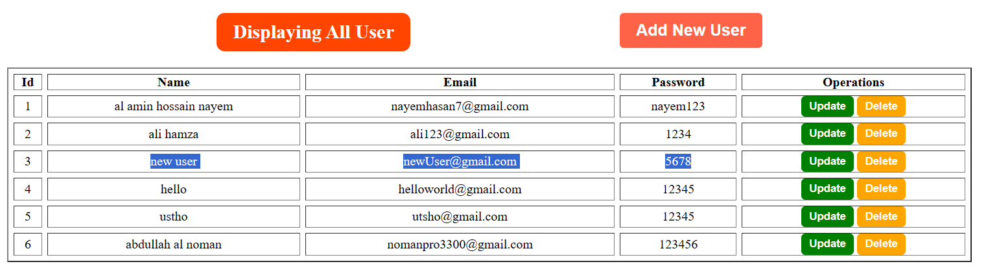 Displaying All User Add New User
Id Name Email Password Operations
1 al amin hossain nayem nayemhasan7@gmail.com nayem123 Update Delete
2 ali hamza ali123@gmail.com 1234 Update Delete
3 new user newUser@gmail.com 5678 Update Delete
4 hello helloworld@gmail.com 12345 Update Delete
5 ustho utsho@gmail.com 12345 Update Delete
6 abdullah al noman nomanpro3300@gmail.com 123456 Update Delete